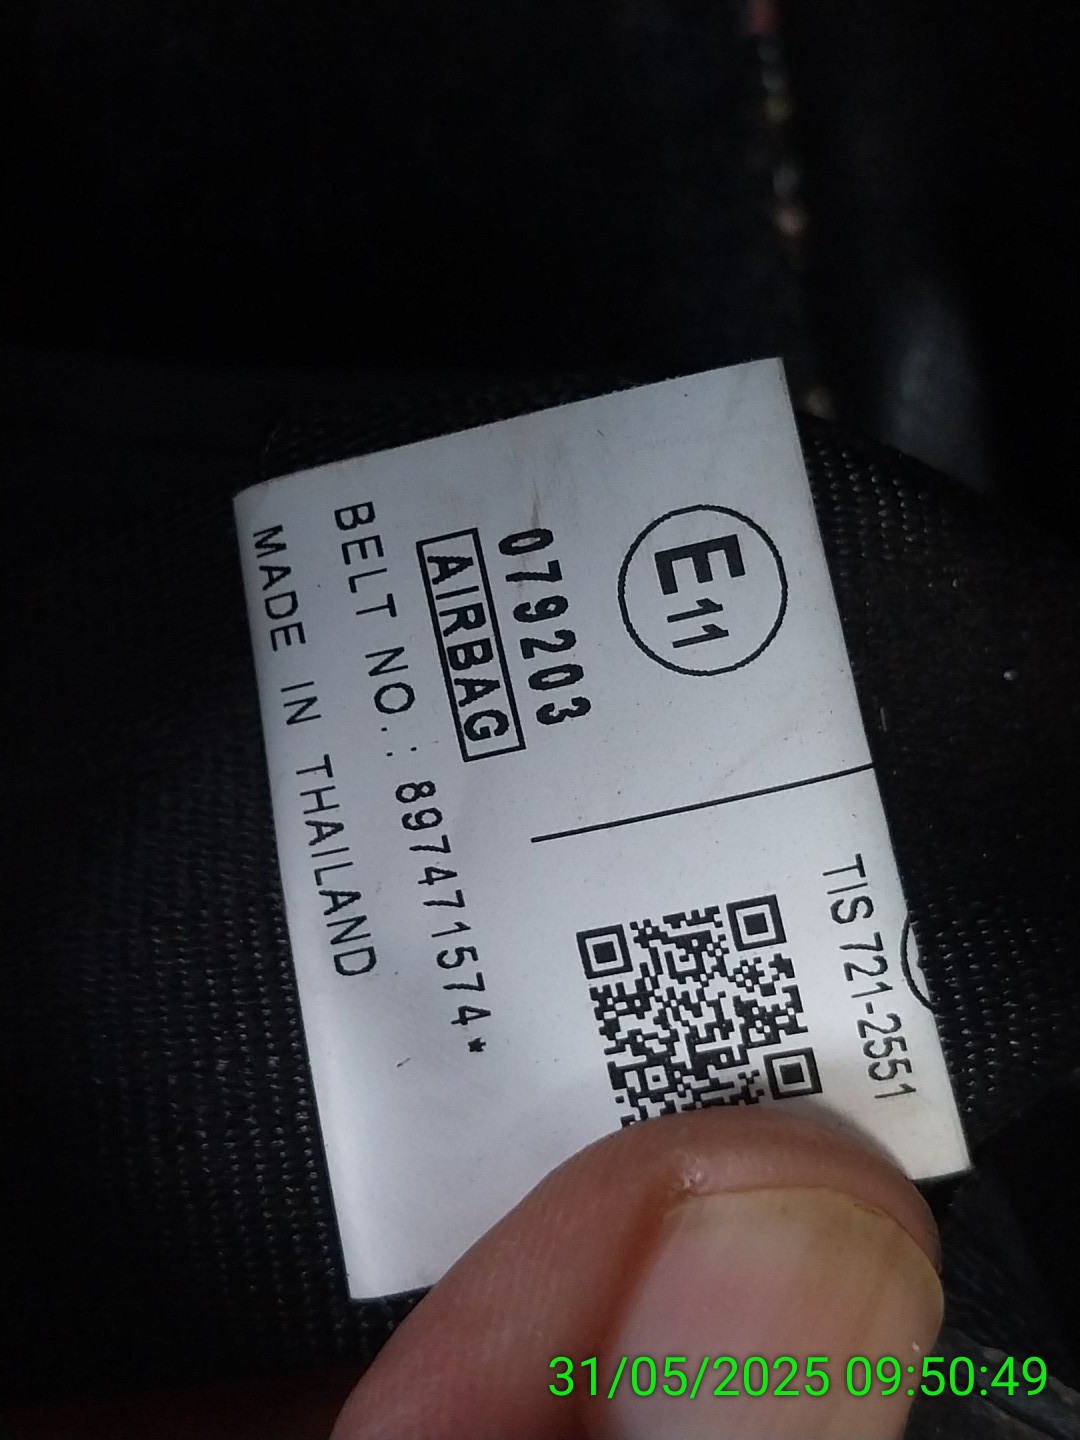 E11
079203
AIRBAG
BELT NO.: 897471574*
MADE IN THAILAND
TIS 721-2551
31/05/2025 09:50:49